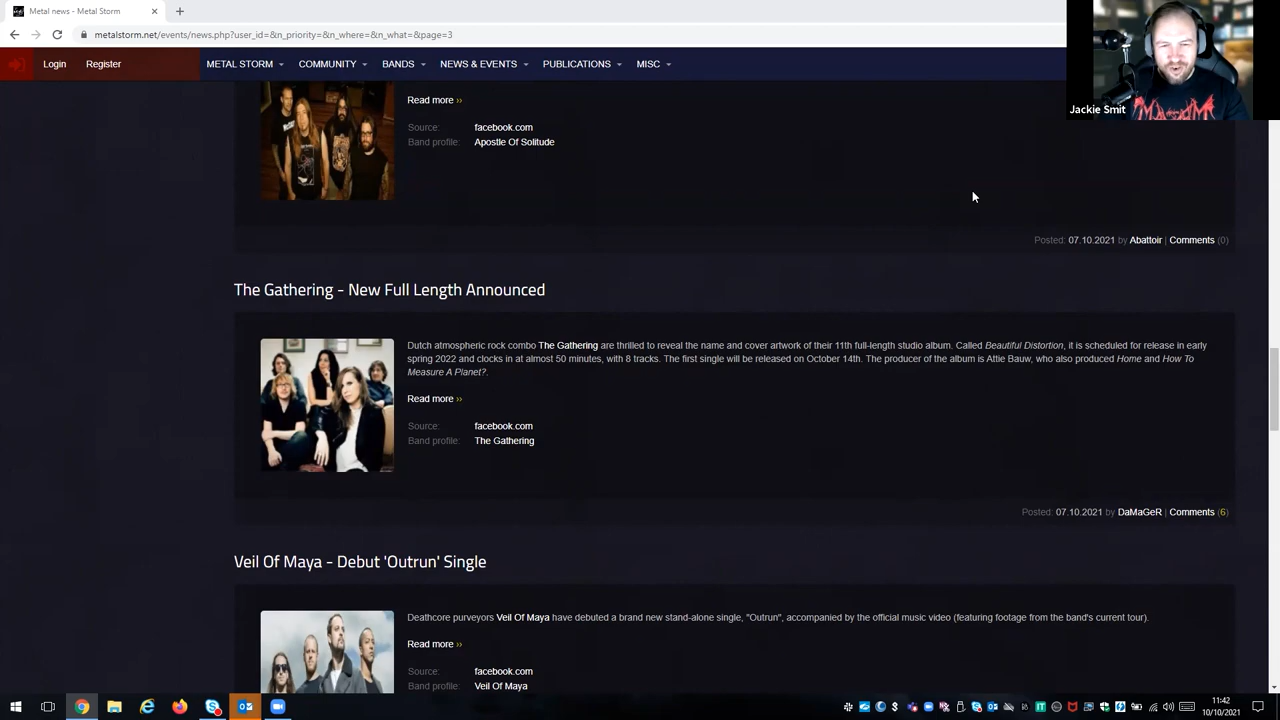 Metal news - Metal Storm
metalstorm.net/events/news.php?user_id=&n_priority=&n_where=&n_what=&page=3
Login Register METAL STORM COMMUNITY BANDS NEWS & EVENTS PUBLICATIONS MISC
Jackie Smit
Read more ››
Source: facebook.com
Band profile: Apostle Of Solitude
Posted: 07.10.2021 by Abattoir | Comments (0)
The Gathering - New Full Length Announced
Dutch atmospheric rock combo The Gathering are thrilled to reveal the name and cover artwork of their 11th full-length studio album. Called Beautiful Distortion, it is scheduled for release in early
spring 2022 and clocks in at almost 50 minutes, with 8 tracks. The first single will be released on October 14th. The producer of the album is Attie Bauw, who also produced Home and How To
Measure A Planet?.
Read more ››
Source: facebook.com
Band profile: The Gathering
Posted: 07.10.2021 by DaMaGeR | Comments (6)
Veil Of Maya - Debut 'Outrun' Single
Deathcore purveyors Veil Of Maya have debuted a brand new stand-alone single, "Outrun", accompanied by the official music video (featuring footage from the band's current tour).
Read more ››
Source: facebook.com
Band profile: Veil Of Maya
11:42
10/10/2021